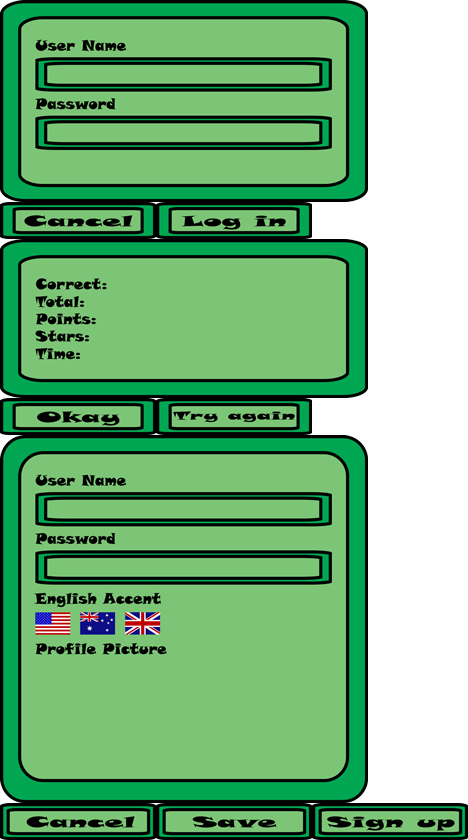 User Name
Password
Cancel Log in
Correct:
Total:
Points:
Stars:
Time:
Okay Try again
User Name
Password
English Accent
Profile Picture
Cancel Save Sign up